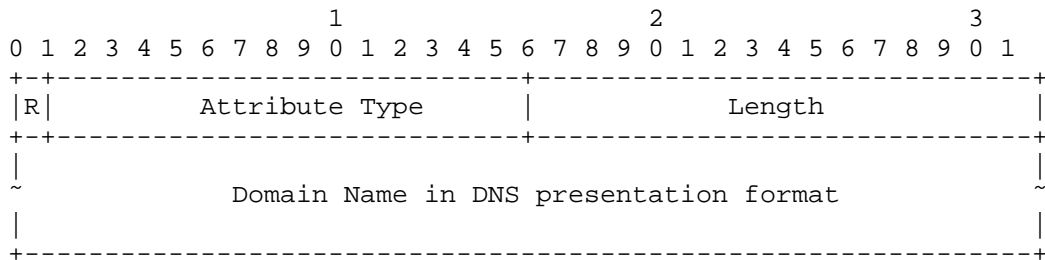 1                   2                   3
 0 1 2 3 4 5 6 7 8 9 0 1 2 3 4 5 6 7 8 9 0 1 2 3 4 5 6 7 8 9 0 1
+-+-----------------------------+-------------------------------+
|R|         Attribute Type      |            Length             |
+-+-----------------------------+-------------------------------+
|                                                               |
~             Domain Name in DNS presentation format            ~
|                                                               |
+---------------------------------------------------------------+